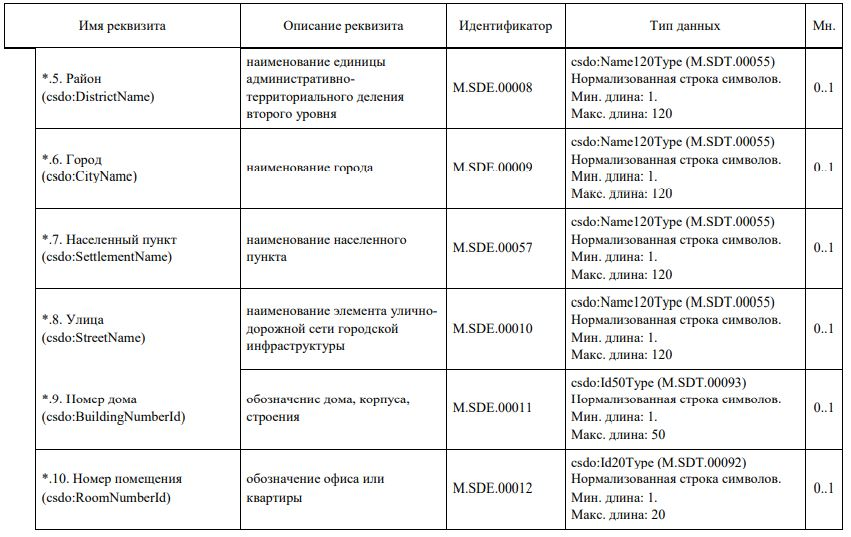 Имя реквизита
Описание реквизита
Идентификатор
Тип данных
Мн.
*.5. Район
(csdo:DistrictName)
наименование единицы
административно-
территориального деления
второго уровня
M.SDE.00008
csdo:Name120Type (M.SDT.00055)
Нормализованная строка символов.
Мин. длина: 1.
Макс. длина: 120
0..1
*.6. Город
(csdo:CityName)
наименование города
M.SDE.00009
csdo:Name120Type (M.SDT.00055)
Нормализованная строка символов.
Мин. длина: 1.
Макс. длина: 120
0..1
*.7. Населенный пункт
(csdo:SettlementName)
наименование населенного
пункта
M.SDE.00057
csdo:Name120Type (M.SDT.00055)
Нормализованная строка символов.
Мин. длина: 1.
Макс. длина: 120
0..1
*.8. Улица
(csdo:StreetName)
наименование элемента улично-
дорожной сети городской
инфраструктуры
M.SDE.00010
csdo:Name120Type (M.SDT.00055)
Нормализованная строка символов.
Мин. длина: 1.
Макс. длина: 120
0..1
*.9. Номер дома
(csdo:BuildingNumberId)
обозначение дома, корпуса,
строения
M.SDE.00011
csdo:Id50Type (M.SDT.00093)
Нормализованная строка символов.
Мин. длина: 1.
Макс. длина: 50
0..1
*.10. Номер помещения
(csdo:RoomNumberId)
обозначение офиса или
квартиры
M.SDE.00012
csdo:Id20Type (M.SDT.00092)
Нормализованная строка символов.
Мин. длина: 1.
Макс. длина: 20
0..1